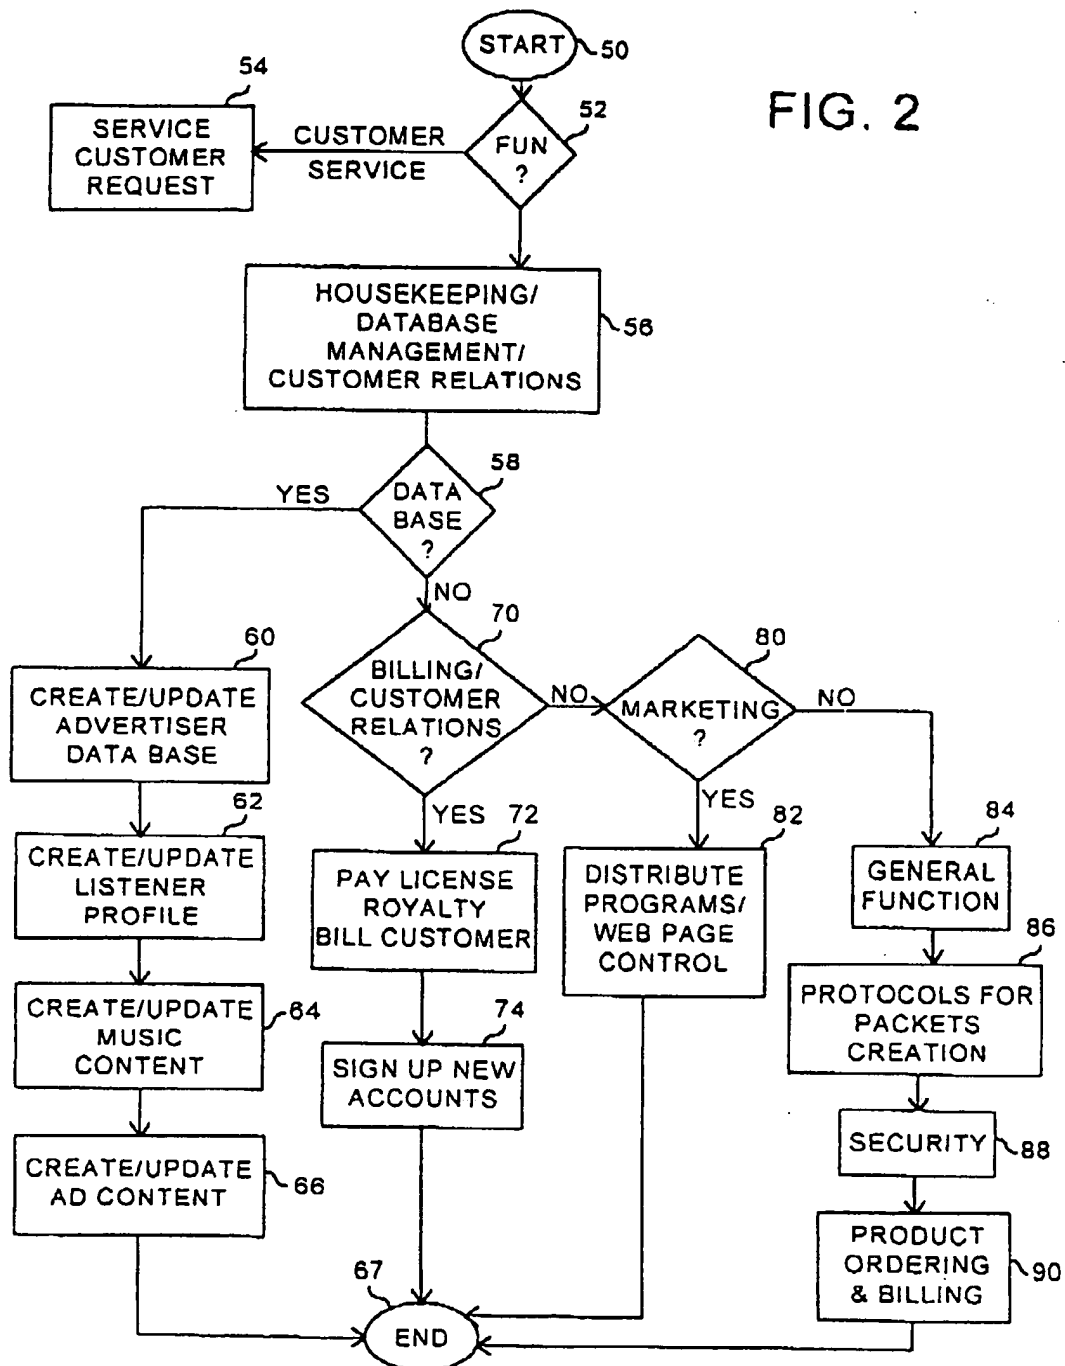 START
50
FIG. 2
54
52
SERVICE
CUSTOMER
REQUEST
CUSTOMER
SERVICE
FUN
?
HOUSEKEEPING/
DATABASE
MANAGEMENT/
CUSTOMER RELATIONS
56
58
YES
DATA
BASE
?
NO
60
CREATE/UPDATE
ADVERTISER
DATA BASE
70
BILLING/
CUSTOMER
RELATIONS
?
NO
80
MARKETING
?
NO
YES
YES
62
CREATE/UPDATE
LISTENER
PROFILE
72
PAY LICENSE
ROYALTY
BILL CUSTOMER
82
DISTRIBUTE
PROGRAMS/
WEB PAGE
CONTROL
84
GENERAL
FUNCTION
86
PROTOCOLS FOR
PACKETS
CREATION
CREATE/UPDATE
MUSIC
CONTENT
64
74
SIGN UP NEW
ACCOUNTS
SECURITY
88
CREATE/UPDATE
AD CONTENT
66
PRODUCT
ORDERING
& BILLING
90
67
END